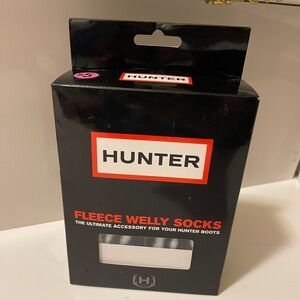 HUNTER
HUNTER
FLEECE WELLY SOCKS
THE ULTIMATE ACCESSORY FOR YOUR HUNTER BOOTS
H